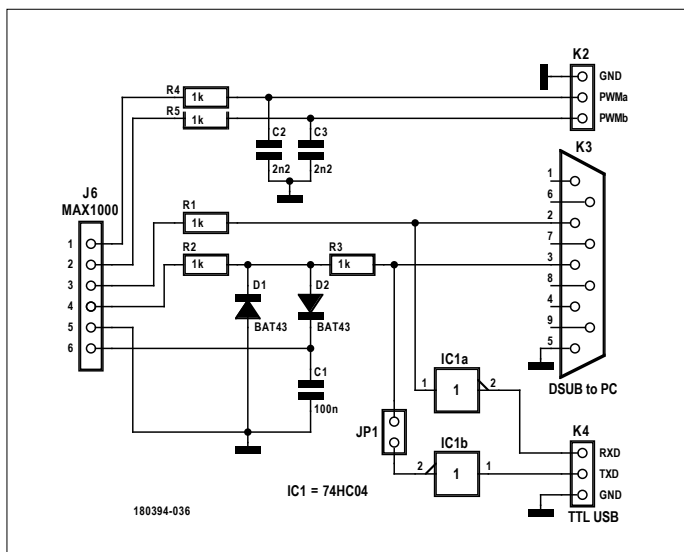 K2
GND
PWMa
PWMb
R4
1k
R5
1k
C2
2n2
C3
2n2
K3
1
6
2
7
3
8
4
9
5
DSUB to PC
J6
MAX1000
1
2
3
4
5
6
R1
1k
R2
1k
R3
1k
D1
BAT43
D2
BAT43
C1
100n
IC1a
1
1
2
JP1
IC1b
2
1
1
K4
RXD
TXD
GND
TTL USB
IC1 = 74HC04
180394-036